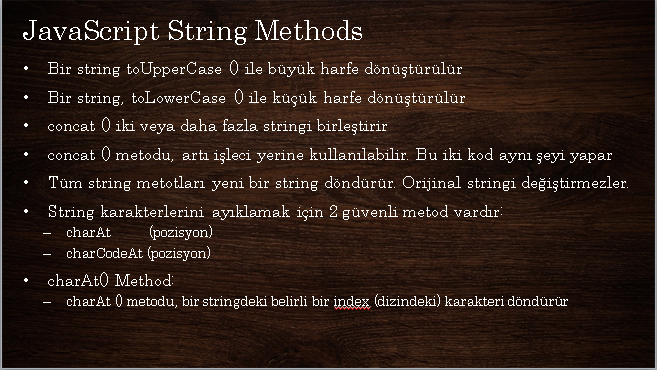 JavaScript String Methods
• Bir string toUpperCase () ile büyük harfe dönüştürülür
• Bir string, toLowerCase () ile küçük harfe dönüştürülür
• concat () iki veya daha fazla stringi birleştirir
• concat () metodu, artı işleci yerine kullanılabilir. Bu iki kod aynı şeyi yapar
• Tüm string metotları yeni bir string döndürür. Orijinal stringi değiştirmezler.
• String karakterlerini ayıklamak için 2 güvenli metod vardır:
– charAt (pozisyon)
– charCodeAt (pozisyon)
• charAt() Method:
– charAt () metodu, bir stringdeki belirli bir index (dizindeki) karakteri döndürür